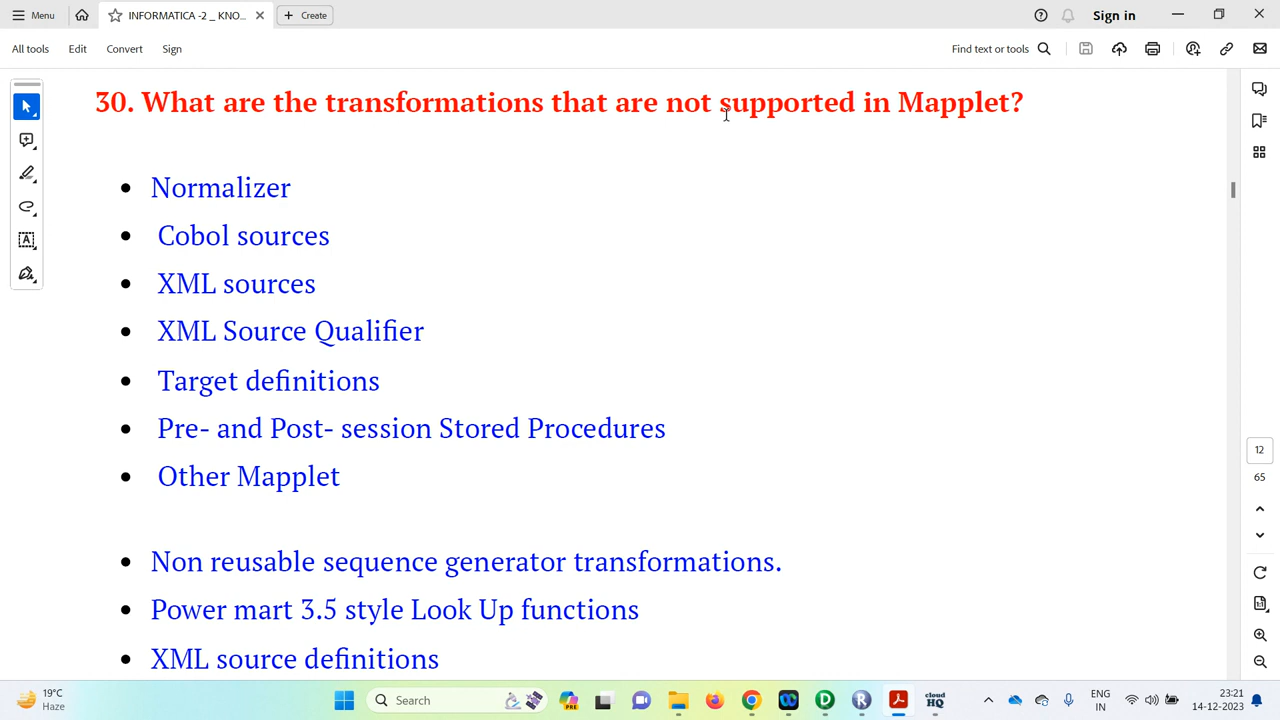 Menu
INFORMATICA -2 _ KNO...
Create
Sign in
All tools
Edit
Convert
Sign
Find text or tools
30. What are the transformations that are not supported in Mapplet?
• Normalizer
• Cobol sources
• XML sources
• XML Source Qualifier
• Target definitions
• Pre- and Post- session Stored Procedures
• Other Mapplet
• Non reusable sequence generator transformations.
• Power mart 3.5 style Look Up functions
• XML source definitions
12
65
19°C
Haze
Search
PRE
cloud
HQ
ENG
IN
23:21
14-12-2023